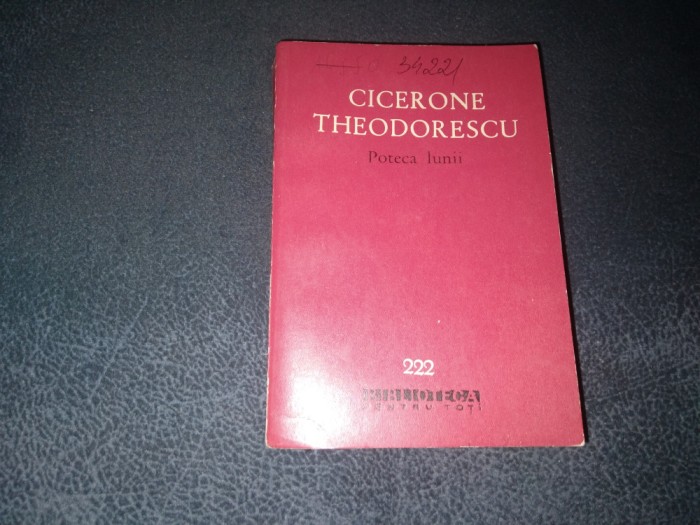 34221
CICERONE
THEODORESCU
Poteca lunii
222
BIBLIOTECA
PENTRU TOȚI